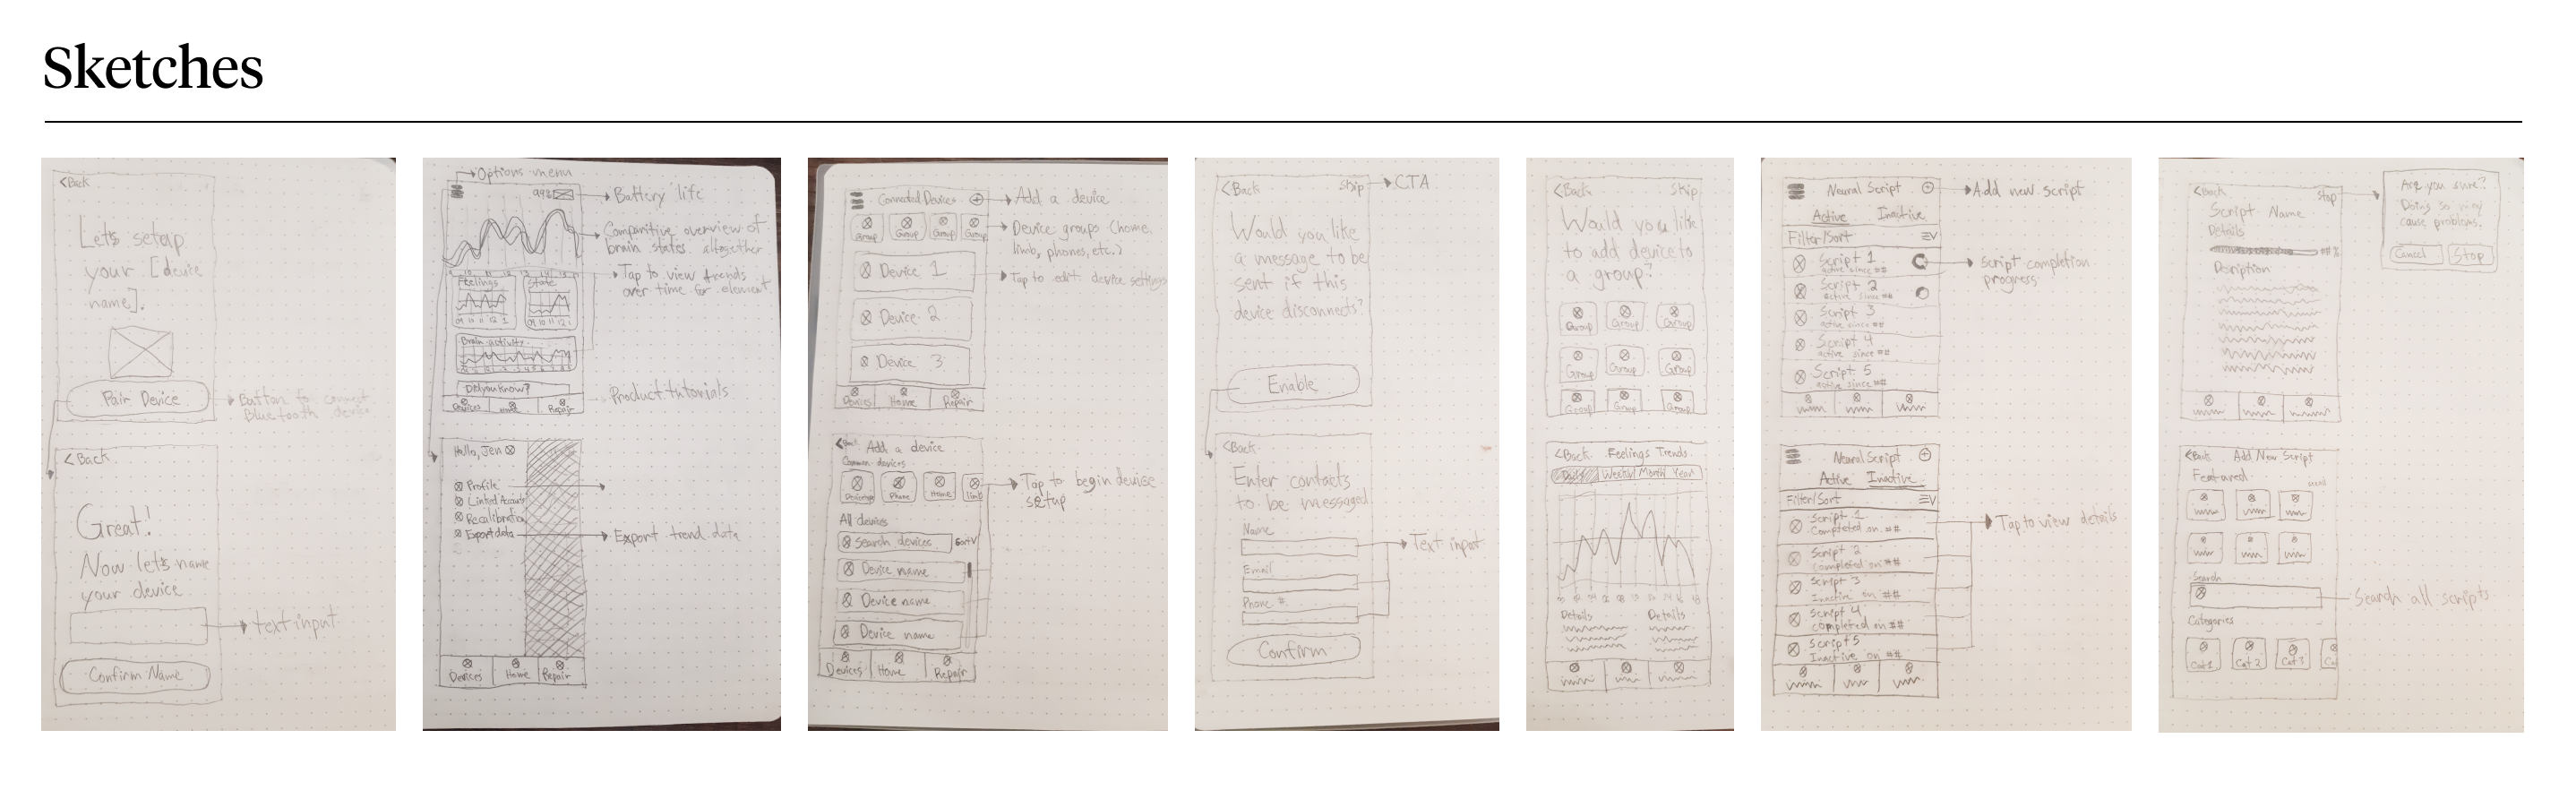 Sketches
<Back
Let's setup
your [device
name].
Pair Device
Button to connect
Bluetooth device
<Back
Great!
Now let's name
your device
text input
Confirm Name
Options menu
99%
Battery life
Comparitive overview of
brain states altogether
Tap to view trends
over time for element
Feelings
State
Brain activity
Did you know?
Product tutorials
Devices
Home
Repair
Hello, Jen
Profile
Linked Accounts
Recalibration
Export data
Export trend data
Devices
Home
Repair
Connected Devices
Add a device
Group
Group
Group
Group
Device groups (home,
limb, phones, etc.)
Device 1
Tap to edit device settings
Device 2
Device 3
Devices
Home
Repair
<Back
Add a device
Common devices
Phone
Home
limb
Tap to begin device
setup
All devices
Search devices
Sort V
Device name
Device name
Device name
Devices
Home
Repair
<Back
Skip
CTA
Would you like
a message to be
sent if this
device disconnects?
Enable
<Back
Enter contacts
to be messaged
Name
Email
Text input
Phone #
Confirm
<Back
Skip
Would you like
to add device to
a group?
Group
Group
Group
Group
Group
Group
Group
Group
Group
<Back
Feelings Trends
Daily
Week
Month
Year
Details
Details
Neural Script
Add new script
Active
Inactive
Filter/Sort
Script 1
active since ##
Script completion
progress
Script 2
active since ##
Script 3
active since ##
Script 4
active since ##
Script 5
active since ##
Neural Script
Active
Inactive
Filter/Sort
Script 1
Completed on ##
Tap to view details
Script 2
completed on ##
Script 3
Inactive on ##
Script 4
completed on ##
Script 5
Inactive on ##
<Back
Stop
Script Name
Details
##%
Are you sure?
Doing so may
cause problems.
Cancel
Stop
<Back
Add New Script
Featured
Search
Search all scripts
Categories
Cat 1
Cat 2
Cat 3